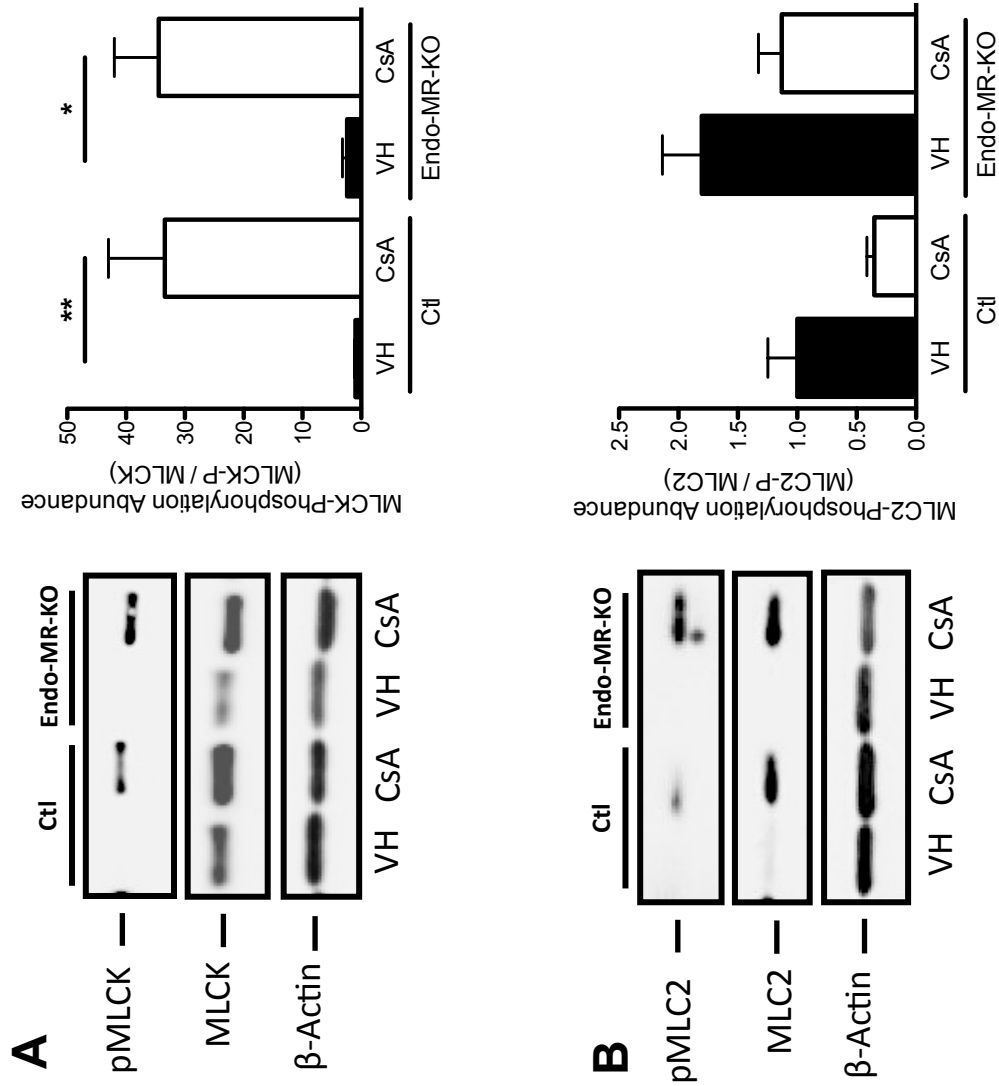 A
Ctl Endo-MR-KO
pMLCK
MLCK
β-Actin
VH CsA VH CsA
MLCK-Phosphorylation Abundance
(MLCK-P / MLCK)
50
40
30
20
10
0
** *
VH CsA VH CsA
Ctl Endo-MR-KO
B
Ctl Endo-MR-KO
pMLC2
MLC2
β-Actin
VH CsA VH CsA
MLC2-Phosphorylation Abundance
(MLC2-P / MLC2)
2.5
2.0
1.5
1.0
0.5
0.0
VH CsA VH CsA
Ctl Endo-MR-KO